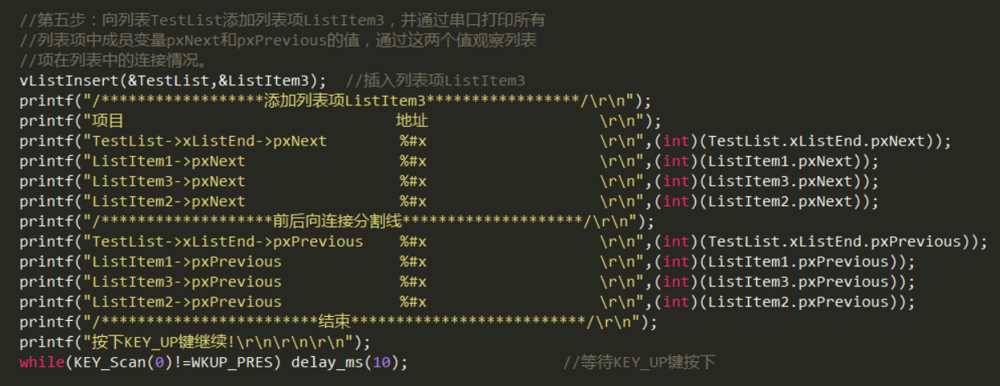 //第五步：向列表TestList添加列表项ListItem3，并通过串口打印所有
//列表项中成员变量pxNext和pxPrevious的值，通过这两个值观察列表
//项在列表中的连接情况。
vListInsert(&TestList,&ListItem3);  //插入列表项ListItem3
printf("/******************添加列表项ListItem3*****************/\r\n");
printf("项目                              地址                   \r\n");
printf("TestList->xListEnd->pxNext        %#x                   \r\n",(int)(TestList.xListEnd.pxNext));
printf("ListItem1->pxNext                 %#x                   \r\n",(int)(ListItem1.pxNext));
printf("ListItem3->pxNext                 %#x                   \r\n",(int)(ListItem3.pxNext));
printf("ListItem2->pxNext                 %#x                   \r\n",(int)(ListItem2.pxNext));
printf("/*******************前后向连接分割线********************/\r\n");
printf("TestList->xListEnd->pxPrevious    %#x                   \r\n",(int)(TestList.xListEnd.pxPrevious));
printf("ListItem1->pxPrevious             %#x                   \r\n",(int)(ListItem1.pxPrevious));
printf("ListItem3->pxPrevious             %#x                   \r\n",(int)(ListItem3.pxPrevious));
printf("ListItem2->pxPrevious             %#x                   \r\n",(int)(ListItem2.pxPrevious));
printf("/************************结束**************************/\r\n");
printf("按下KEY_UP键继续!\r\n\r\n\r\n");
while(KEY_Scan(0)!=WKUP_PRES) delay_ms(10);                 //等待KEY_UP键按下